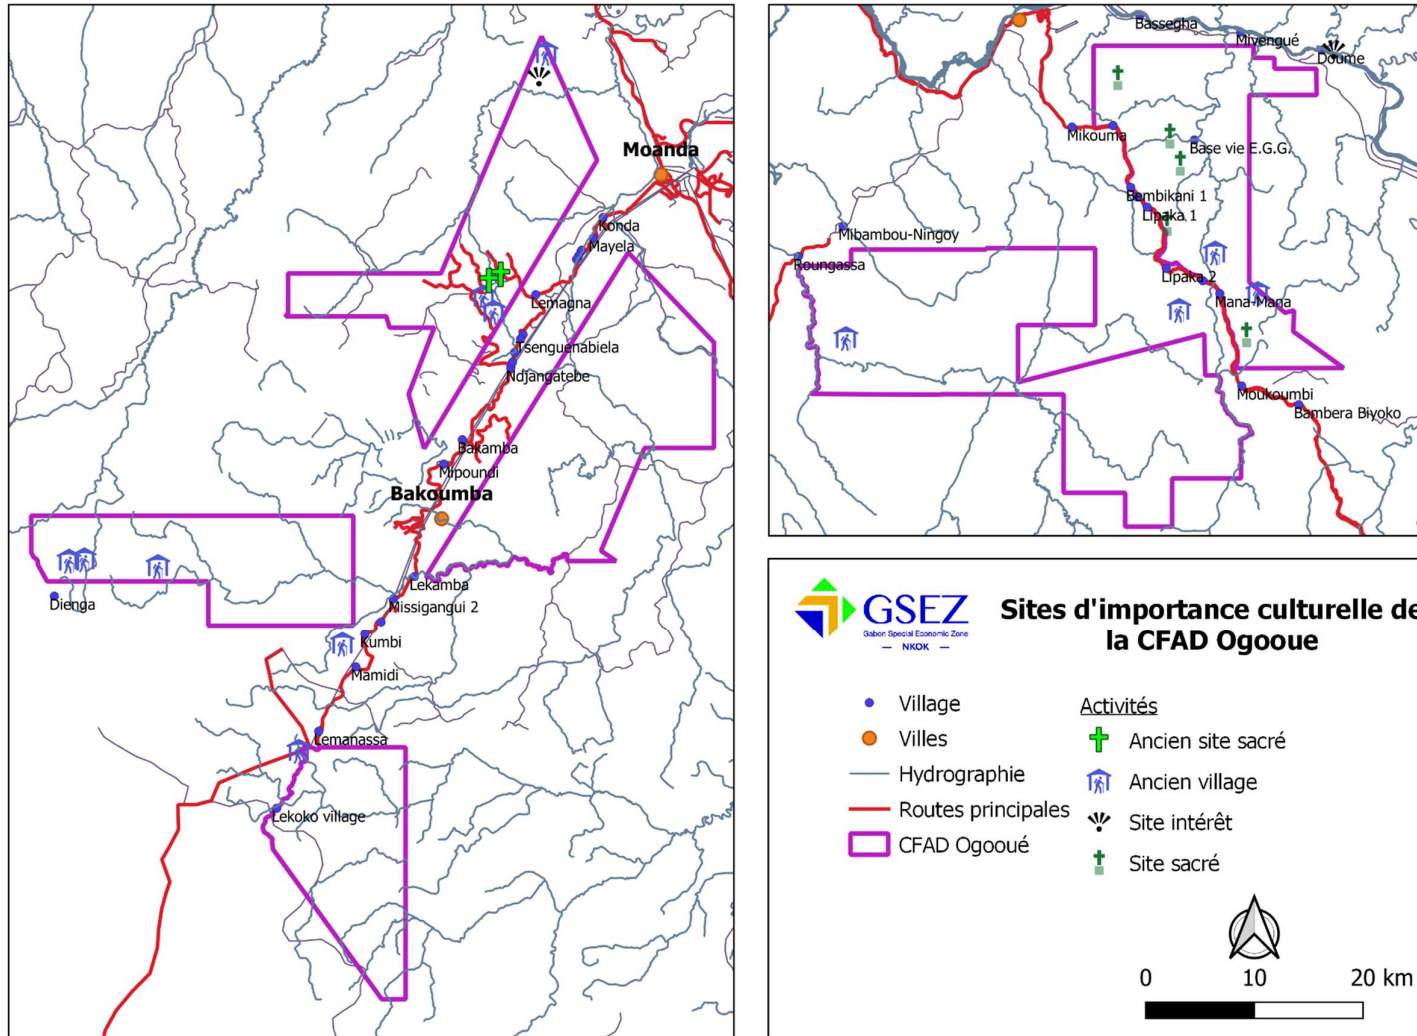 Moanda
Konda
Mayela
Lemagna
Tsenguenabiela
Ndjangatebe
Bakamba
Mipoundi
Bakoumba
Lekamba
Dienga
Missigangui 2
Kumbi
Mamidi
Lemanassa
Lekoko village
Bassegha
Mivengué
Doume
Mikouma
Base vie E.G.G.
Bembikani 1
Lipaka 1
Mibambou-Ningoy
Roungassa
Lipaka 2
Mana-Mana
Moukoumbi
Bambera Biyoko
GSEZ
Gabon Special Economic Zone
— NKOK —
Sites d'importance culturelle de
la CFAD Ogooue
Village
Villes
Hydrographie
Routes principales
CFAD Ogooué
Activités
Ancien site sacré
Ancien village
Site intérêt
Site sacré
0 10 20 km